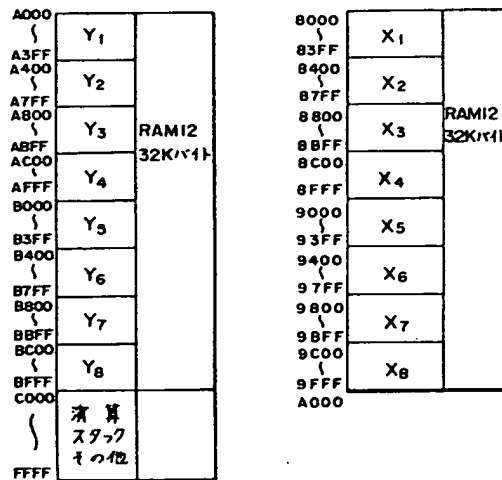 A000
〜
A3FF
Y1
A400
〜
A7FF
Y2
A800
〜
ABFF
Y3
AC00
〜
AFFF
Y4
B000
〜
B3FF
Y5
B400
〜
B7FF
Y6
B800
〜
BBFF
Y7
BC00
〜
BFFF
Y8
C000
〜
FFFF
演算
スタック
その他
RAM12
32Kバイト
8000
〜
83FF
X1
8400
〜
87FF
X2
8800
〜
8BFF
X3
8C00
〜
8FFF
X4
9000
〜
93FF
X5
9400
〜
97FF
X6
9800
〜
9BFF
X7
9C00
〜
9FFF
X8
A000
RAM12
32Kバイト